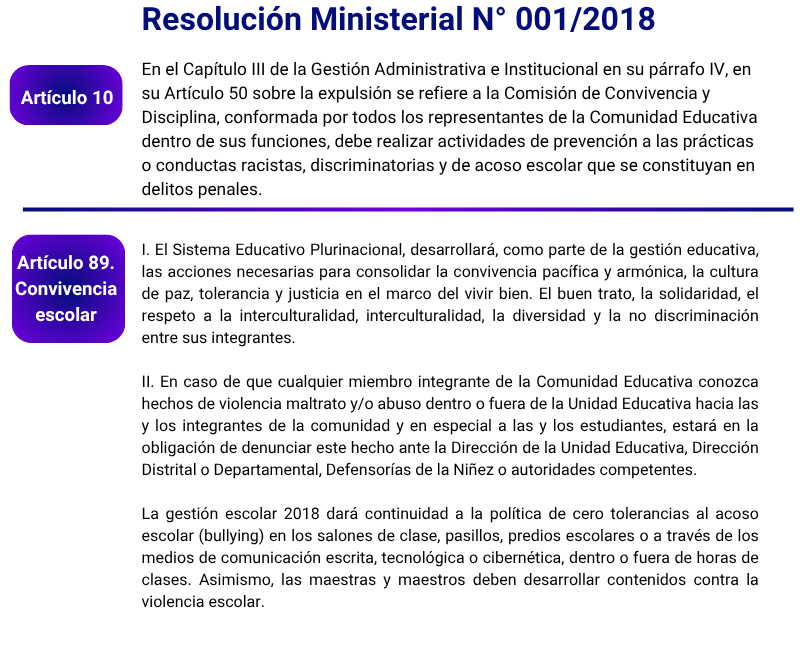 Resolución Ministerial N° 001/2018
Artículo 10
En el Capítulo III de la Gestión Administrativa e Institucional en su párrafo IV, en
su Artículo 50 sobre la expulsión se refiere a la Comisión de Convivencia y
Disciplina, conformada por todos los representantes de la Comunidad Educativa
dentro de sus funciones, debe realizar actividades de prevención a las prácticas
o conductas racistas, discriminatorias y de acoso escolar que se constituyan en
delitos penales.
Artículo 89.
Convivencia
escolar
I. El Sistema Educativo Plurinacional, desarrollará, como parte de la gestión educativa,
las acciones necesarias para consolidar la convivencia pacífica y armónica, la cultura
de paz, tolerancia y justicia en el marco del vivir bien. El buen trato, la solidaridad, el
respeto a la interculturalidad, interculturalidad, la diversidad y la no discriminación
entre sus integrantes.
II. En caso de que cualquier miembro integrante de la Comunidad Educativa conozca
hechos de violencia maltrato y/o abuso dentro o fuera de la Unidad Educativa hacia las
y los integrantes de la comunidad y en especial a las y los estudiantes, estará en la
obligación de denunciar este hecho ante la Dirección de la Unidad Educativa, Dirección
Distrital o Departamental, Defensorías de la Niñez o autoridades competentes.
La gestión escolar 2018 dará continuidad a la política de cero tolerancias al acoso
escolar (bullying) en los salones de clase, pasillos, predios escolares o a través de los
medios de comunicación escrita, tecnológica o cibernética, dentro o fuera de horas de
clases. Asimismo, las maestras y maestros deben desarrollar contenidos contra la
violencia escolar.